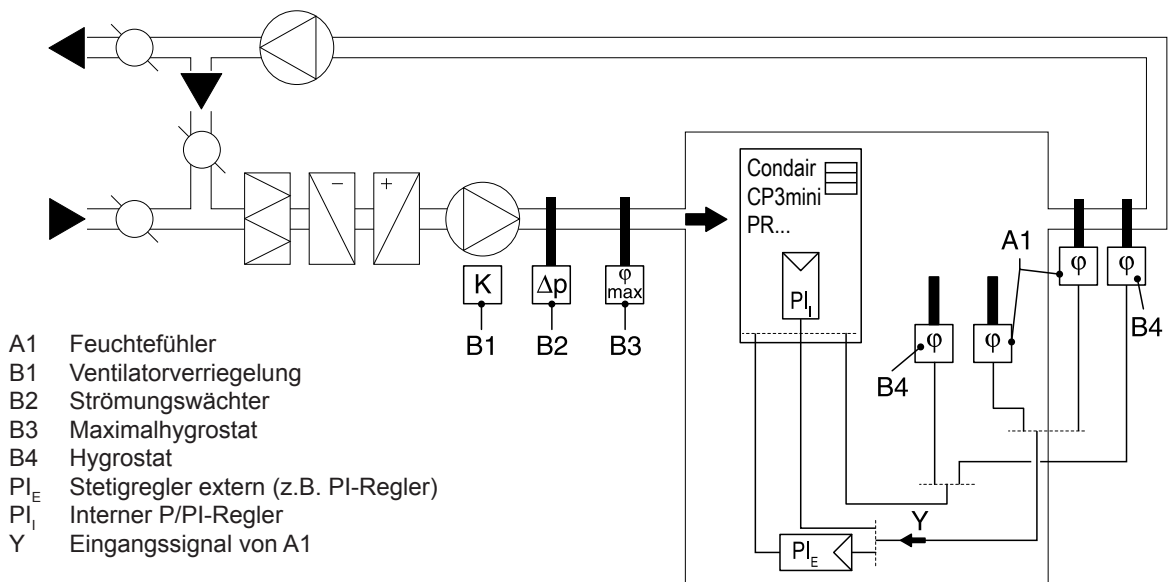 Condair
CP3mini
PR...
PI_I
K
Δp
φ max
B1
B2
B3
A1
φ
φ
B4
φ
φ
B4
Y
PI_E
−
+
A1 Feuchtefühler
B1 Ventilatorverriegelung
B2 Strömungswächter
B3 Maximalhygrostat
B4 Hygrostat
PI_E Stetigregler extern (z.B. PI-Regler)
PI_I Interner P/PI-Regler
Y Eingangssignal von A1